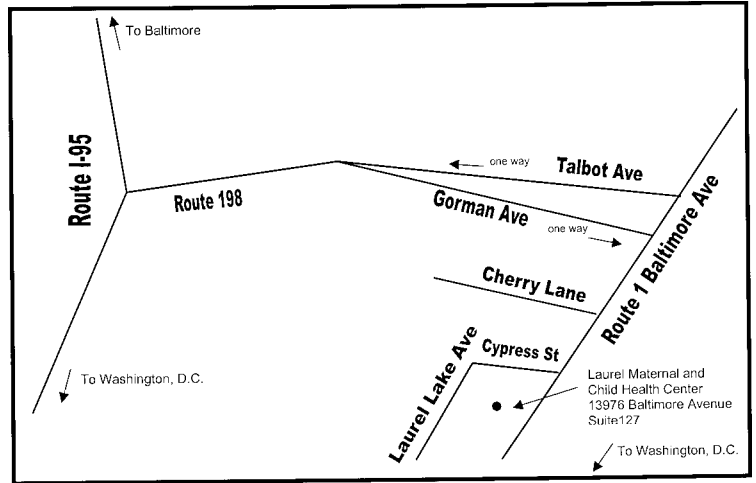 To Baltimore
Route I-95
Route 198
one way
Talbot Ave
Gorman Ave
one way
Route 1 Baltimore Ave
Cherry Lane
Cypress St
Laurel Lake Ave
To Washington, D.C.
Laurel Maternal and
Child Health Center
13976 Baltimore Avenue
Suite127
To Washington, D.C.